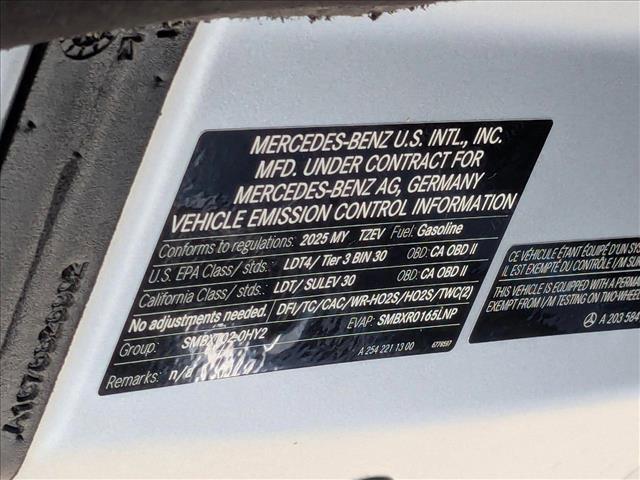 MERCEDES-BENZ U.S. INTL., INC.
MFD. UNDER CONTRACT FOR
MERCEDES-BENZ AG, GERMANY
VEHICLE EMISSION CONTROL INFORMATION
Conforms to regulations: 2025 MY TZEV Fuel: Gasoline
U.S. EPA Class / stds.: LDT4/ Tier 3 BIN 30 OBD: CA OBD II
California Class / stds.: LDT/ SULEV 30 OBD: CA OBD II
No adjustments needed. DFI/TC/CAC/WR-HO2S/HO2S/TWC(2)
Group: EVAP: SMBXR0165LNP
Remarks: n/a A 254 221 13 00
CE VÉHICULE ÉTANT ÉQUIPÉ D'UN
IL EST EXEMPTÉ DU CONTRÔLE I/M
THIS VEHICLE IS EQUIPPED WITH A
EXEMPT FROM I/M TESTING ON TWO
A 203 584